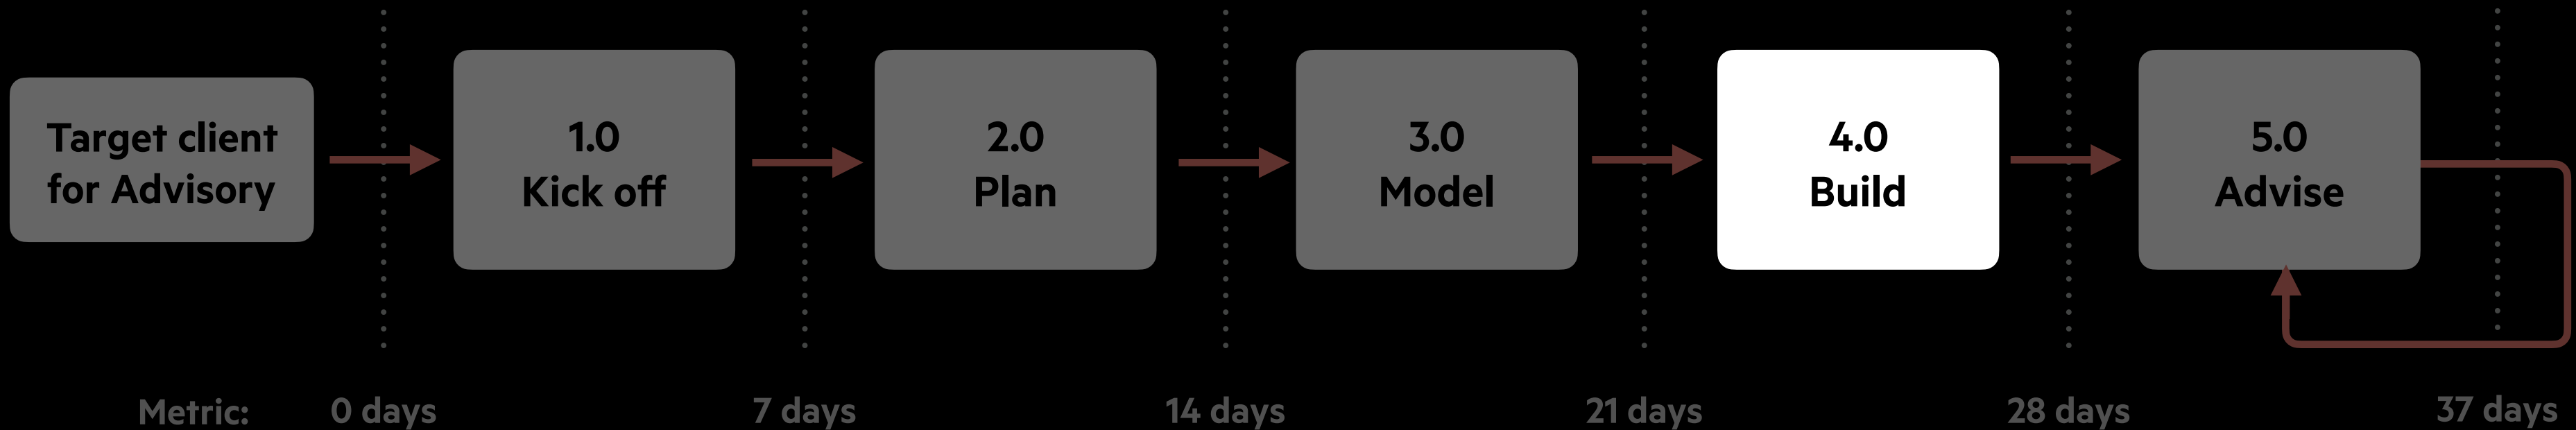 Target client
for Advisory
1.0
Kick off
2.0
Plan
3.0
Model
4.0
Build
5.0
Advise
Metric:
0 days
7 days
14 days
21 days
28 days
37 days